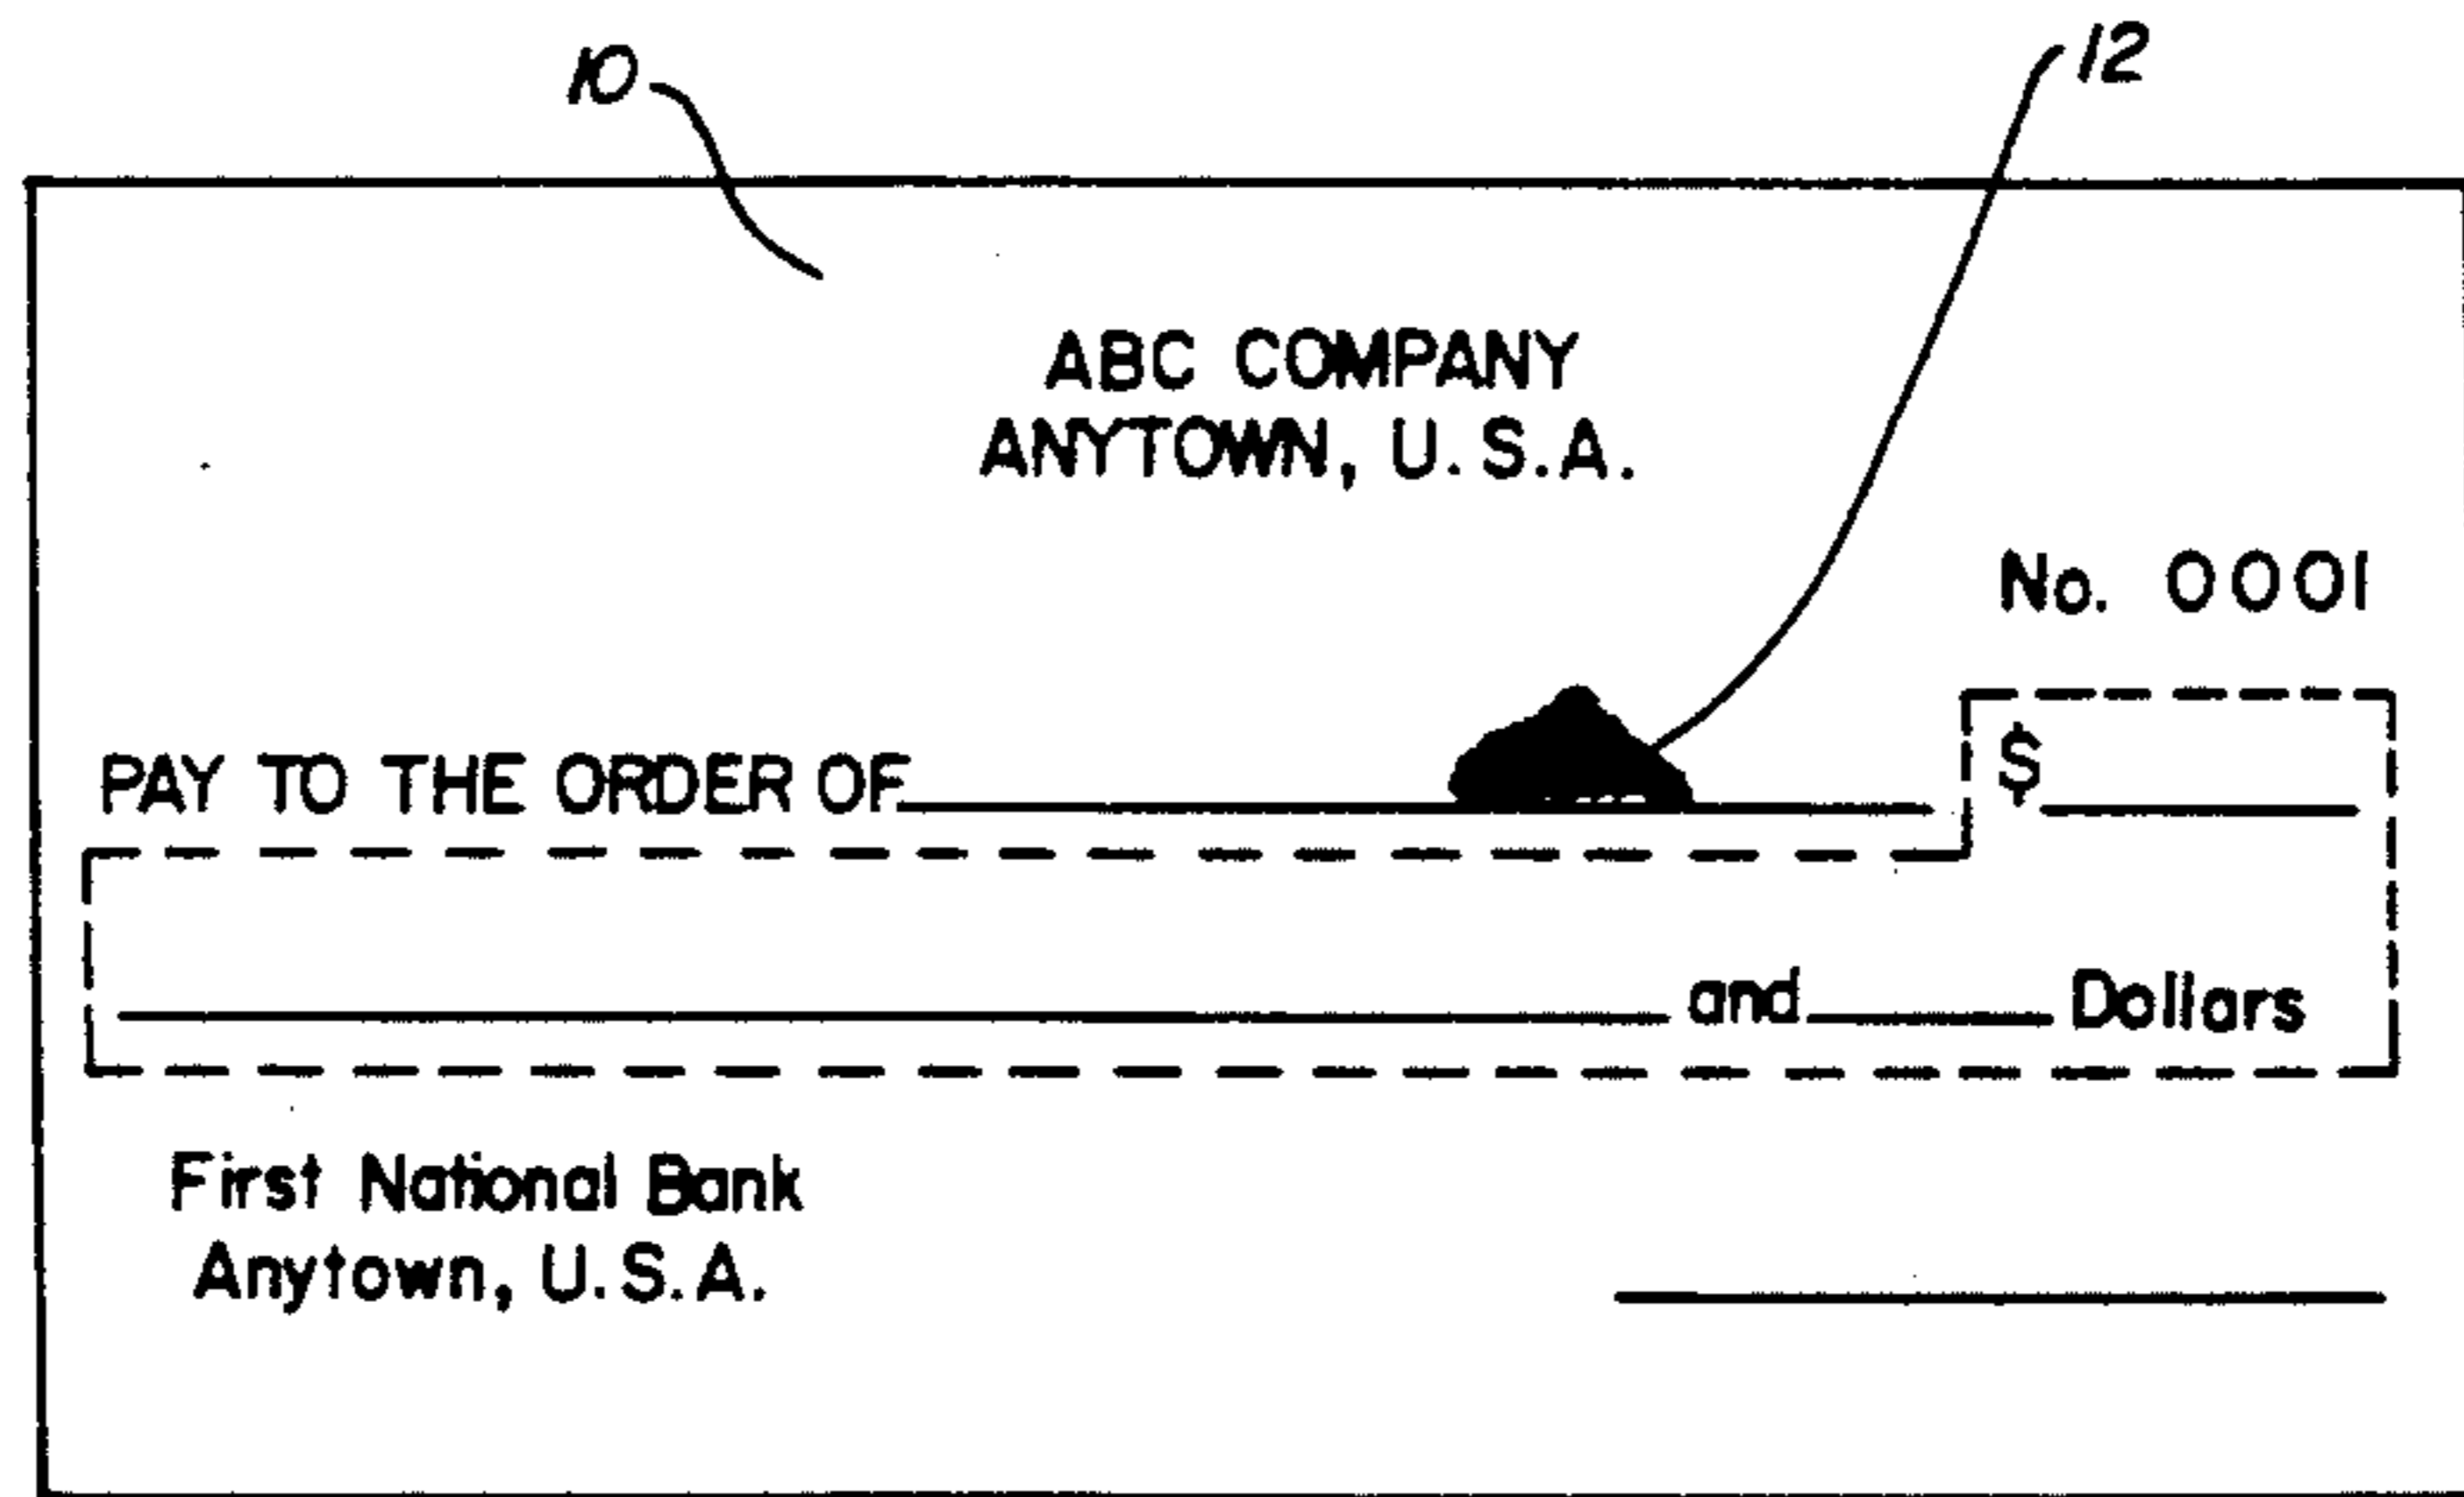 10 12
ABC COMPANY
ANYTOWN, U.S.A.
No. 0001
PAY TO THE ORDER OF $
and Dollars
First National Bank
Anytown, U.S.A.